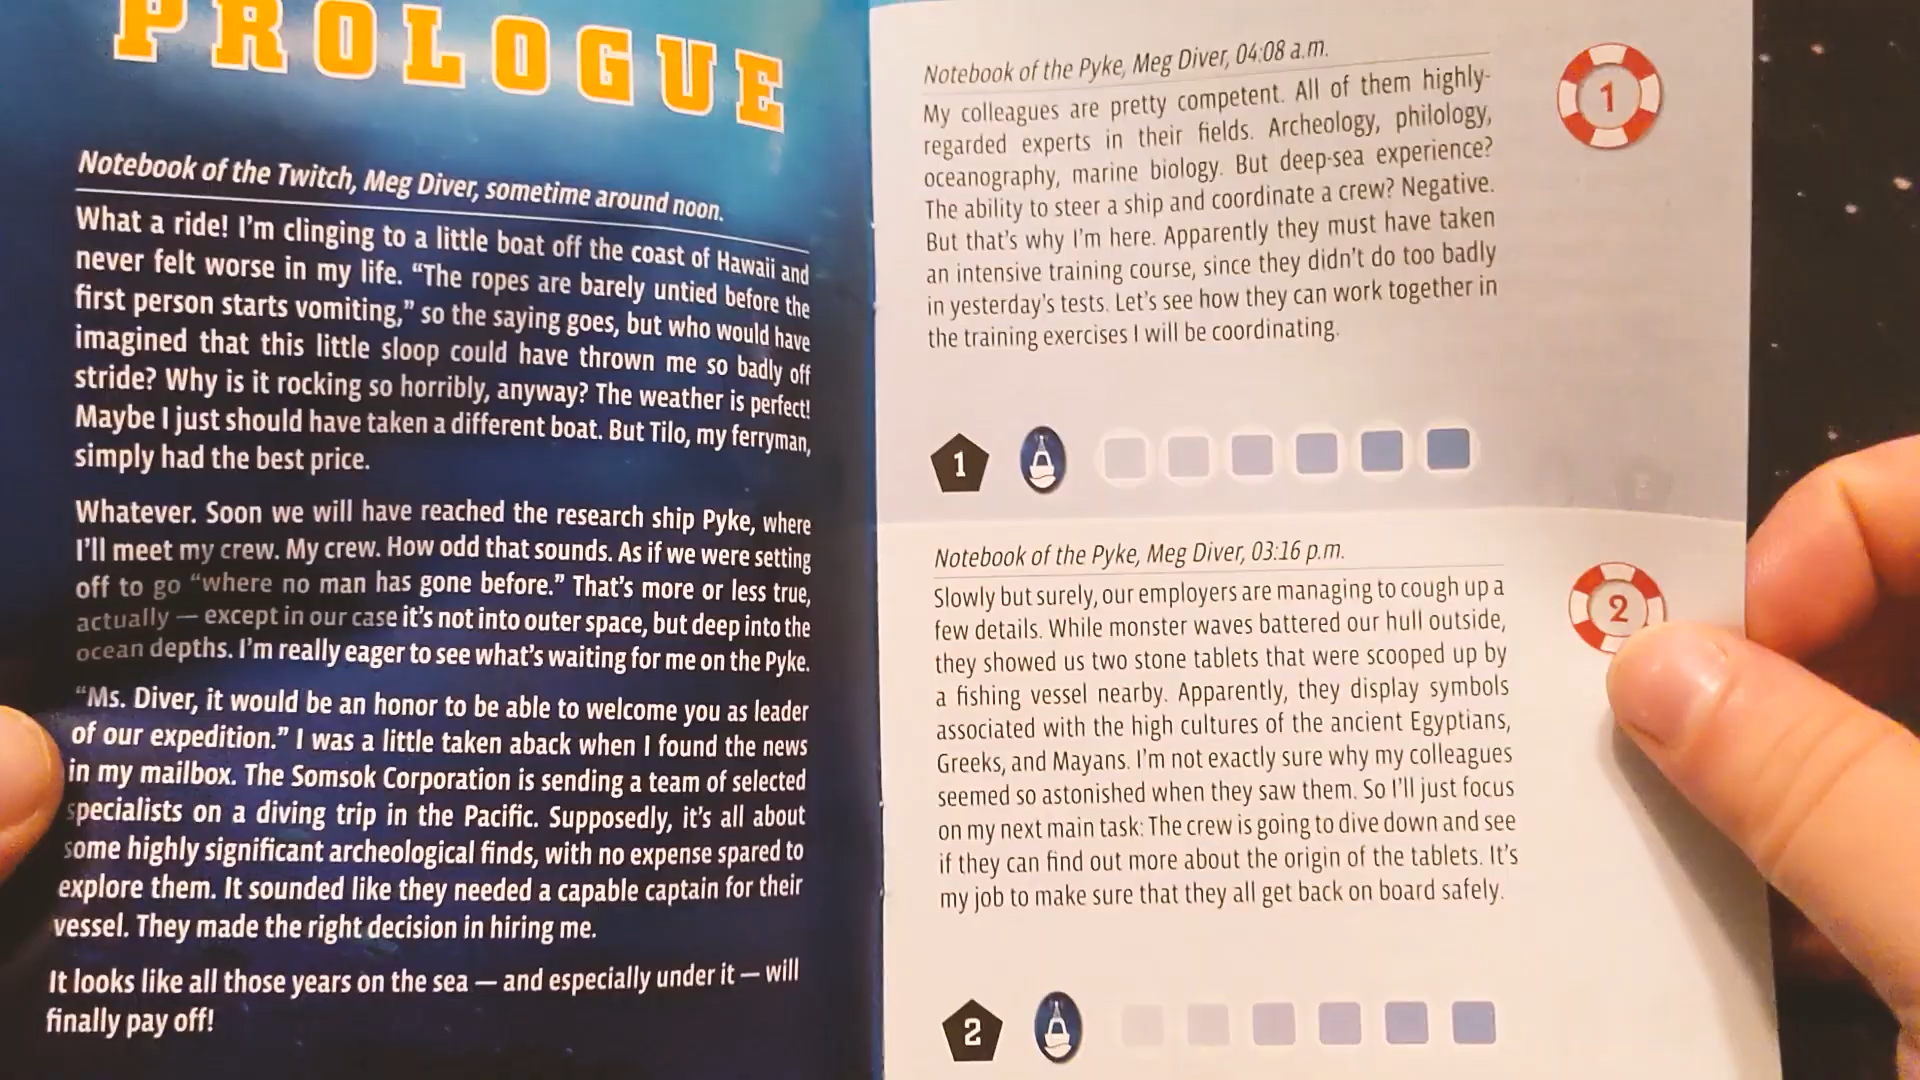 PROLOGUE
Notebook of the Twitch, Meg Diver, sometime around noon.
What a ride! I'm clinging to a little boat off the coast of Hawaii and
never felt worse in my life. “The ropes are barely untied before the
first person starts vomiting,” so the saying goes, but who would have
imagined that this little sloop could have thrown me so badly off
stride? Why is it rocking so horribly, anyway? The weather is perfect!
Maybe I just should have taken a different boat. But Tilo, my ferryman,
simply had the best price.
Whatever. Soon we will have reached the research ship Pyke, where
I'll meet my crew. My crew. How odd that sounds. As if we were setting
off to go “where no man has gone before.” That's more or less true,
actually — except in our case it's not into outer space, but deep into the
ocean depths. I'm really eager to see what's waiting for me on the Pyke.
“Ms. Diver, it would be an honor to be able to welcome you as leader
of our expedition.” I was a little taken aback when I found the news
in my mailbox. The Somsok Corporation is sending a team of selected
specialists on a diving trip in the Pacific. Supposedly, it's all about
some highly significant archeological finds, with no expense spared to
explore them. It sounded like they needed a capable captain for their
vessel. They made the right decision in hiring me.
It looks like all those years on the sea — and especially under it — will
finally pay off!
Notebook of the Pyke, Meg Diver, 04:08 a.m.
1
My colleagues are pretty competent. All of them highly-
regarded experts in their fields. Archeology, philology,
oceanography, marine biology. But deep-sea experience?
The ability to steer a ship and coordinate a crew? Negative.
But that's why I'm here. Apparently they must have taken
an intensive training course, since they didn't do too badly
in yesterday's tests. Let's see how they can work together in
the training exercises I will be coordinating.
1
Notebook of the Pyke, Meg Diver, 03:16 p.m.
2
Slowly but surely, our employers are managing to cough up a
few details. While monster waves battered our hull outside,
they showed us two stone tablets that were scooped up by
a fishing vessel nearby. Apparently, they display symbols
associated with the high cultures of the ancient Egyptians,
Greeks, and Mayans. I'm not exactly sure why my colleagues
seemed so astonished when they saw them. So I'll just focus
on my next main task: The crew is going to dive down and see
if they can find out more about the origin of the tablets. It's
my job to make sure that they all get back on board safely.
2